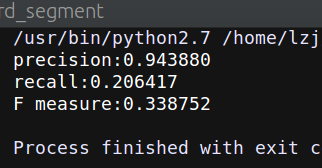 rd_segment
/usr/bin/python2.7 /home/lzj
precision:0.943880
recall:0.206417
F measure:0.338752
Process finished with exit c